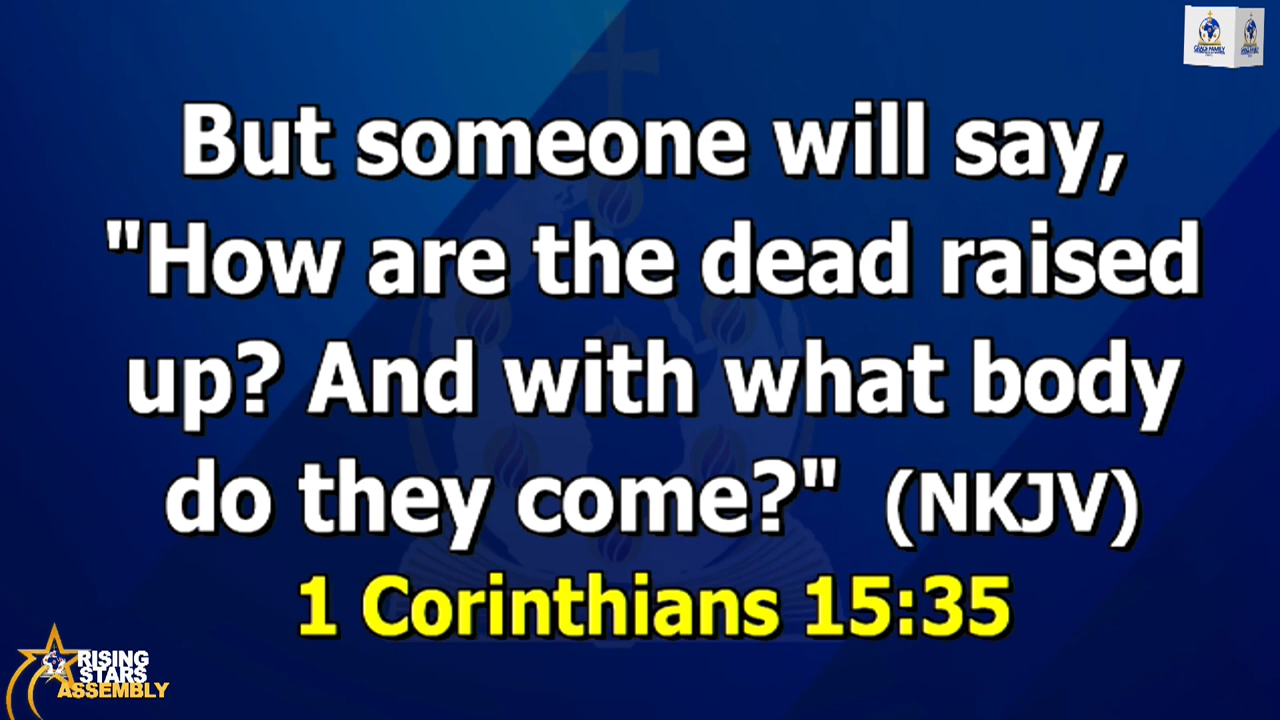 But someone will say,
"How are the dead raised
up? And with what body
do they come?" (NKJV)
1 Corinthians 15:35
RISING
STARS
ASSEMBLY